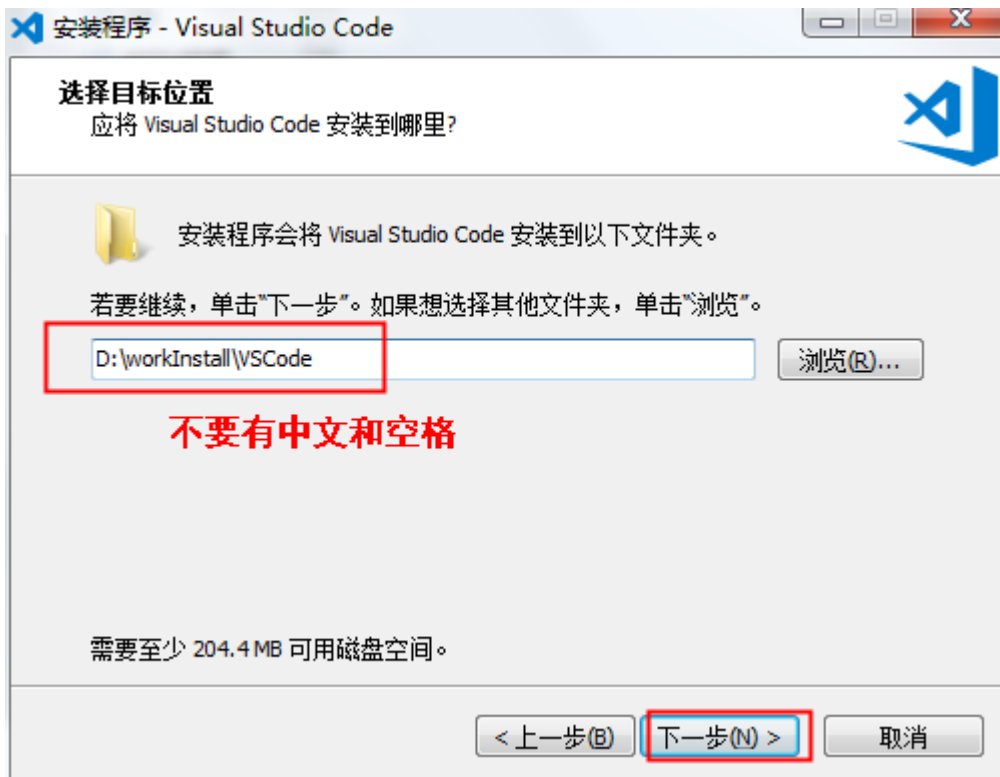 安装程序 - Visual Studio Code
选择目标位置
应将 Visual Studio Code 安装到哪里?
安装程序会将 Visual Studio Code 安装到以下文件夹。
若要继续，单击"下一步"。如果想选择其他文件夹，单击"浏览"。
D:\workInstall\VSCode
浏览(R)...
不要有中文和空格
需要至少 204.4 MB 可用磁盘空间。
< 上一步(B) 下一步(N) > 取消